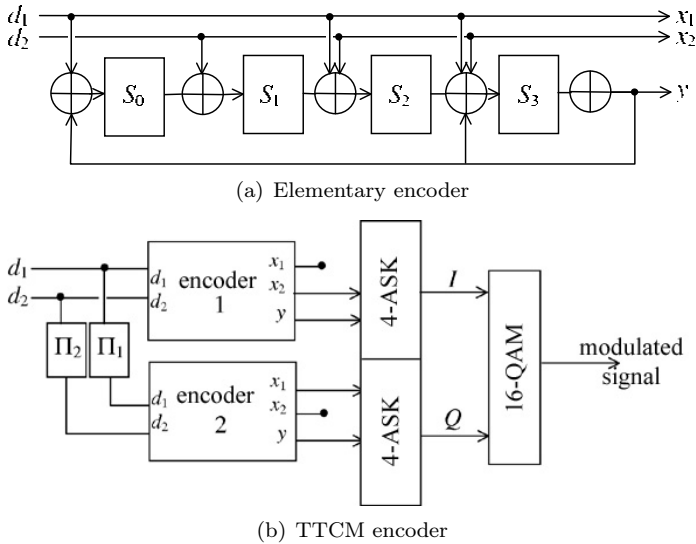 d₁ x₁
d₂ x₂
S₀ S₁ S₂ S₃ y
(a) Elementary encoder
d₁
d₂
Π₂ Π₁
d₁ encoder x₁
d₂ 1 x₂
y
d₁ encoder x₁
d₂ 2 x₂
y
4-ASK
4-ASK
I
Q
16-QAM
modulated
signal
(b) TTCM encoder